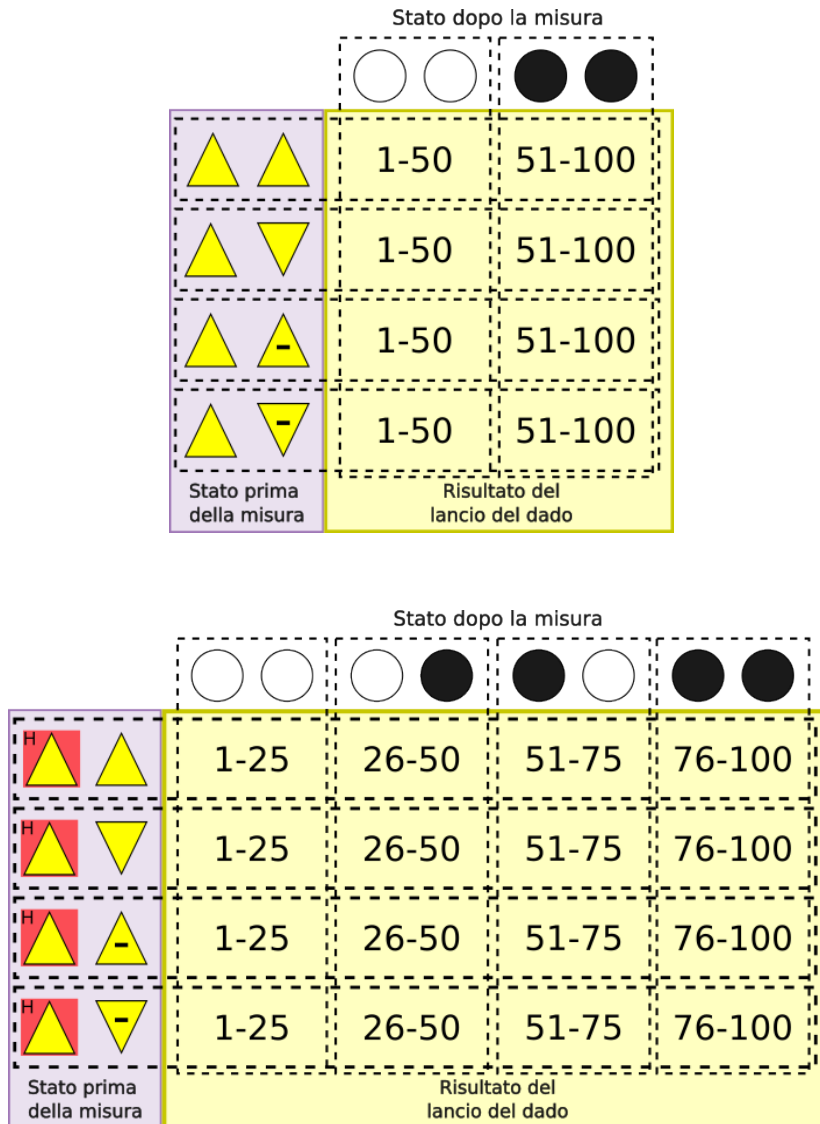 Stato dopo la misura
1-50 51-100
1-50 51-100
- 1-50 51-100
- 1-50 51-100
Stato prima
della misura
Risultato del
lancio del dado
Stato dopo la misura
H 1-25 26-50 51-75 76-100
H 1-25 26-50 51-75 76-100
H - 1-25 26-50 51-75 76-100
H - 1-25 26-50 51-75 76-100
Stato prima
della misura
Risultato del
lancio del dado